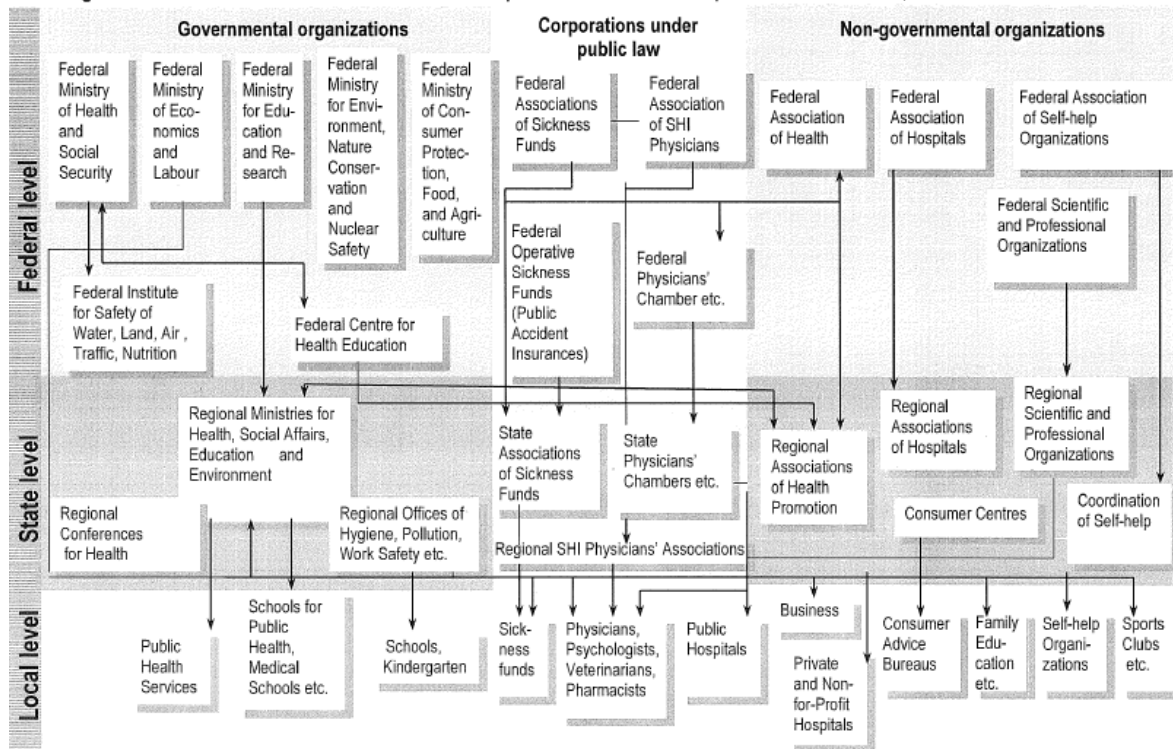 Governmental organizations
Corporations under
public law
Non-governmental organizations
Federal level
Federal
Ministry
of Health
and
Social
Security
Federal
Ministry
of Eco-
nomics
and
Labour
Federal
Ministry
for Edu-
cation
and Re-
search
Federal
Ministry
for Envi-
ronment,
Nature
Conser-
vation
and
Nuclear
Safety
Federal
Ministry
of Con-
sumer
Protec-
tion,
Food,
and Agri-
culture
Federal
Associations
of Sickness
Funds
Federal
Association
of SHI
Physicians
Federal
Association
of Health
Federal
Association
of Hospitals
Federal Association
of Self-help
Organizations
Federal Scientific
and Professional
Organizations
Federal Institute
for Safety of
Water, Land, Air ,
Traffic, Nutrition
Federal Centre for
Health Education
Federal
Operative
Sickness
Funds
(Public
Accident
Insurances)
Federal
Physicians'
Chamber etc.
State level
Regional Ministries for
Health, Social Affairs,
Education and
Environment
Regional
Conferences
for Health
Regional Offices of
Hygiene, Pollution,
Work Safety etc.
State
Associations
of Sickness
Funds
State
Physicians'
Chambers etc.
Regional SHI Physicians' Associations
Regional
Associations
of Health
Promotion
Regional
Associations
of Hospitals
Regional
Scientific and
Professional
Organizations
Consumer Centres
Coordination
of Self-help
Local level
Public
Health
Services
Schools for
Public
Health,
Medical
Schools etc.
Schools,
Kindergarten
Sick-
ness
funds
Physicians,
Psychologists,
Veterinarians,
Pharmacists
Public
Hospitals
Business
Private
and Non-
for-Profit
Hospitals
Consumer
Advice
Bureaus
Family
Edu-
cation
etc.
Self-help
Organi-
zations
Sports
Clubs
etc.